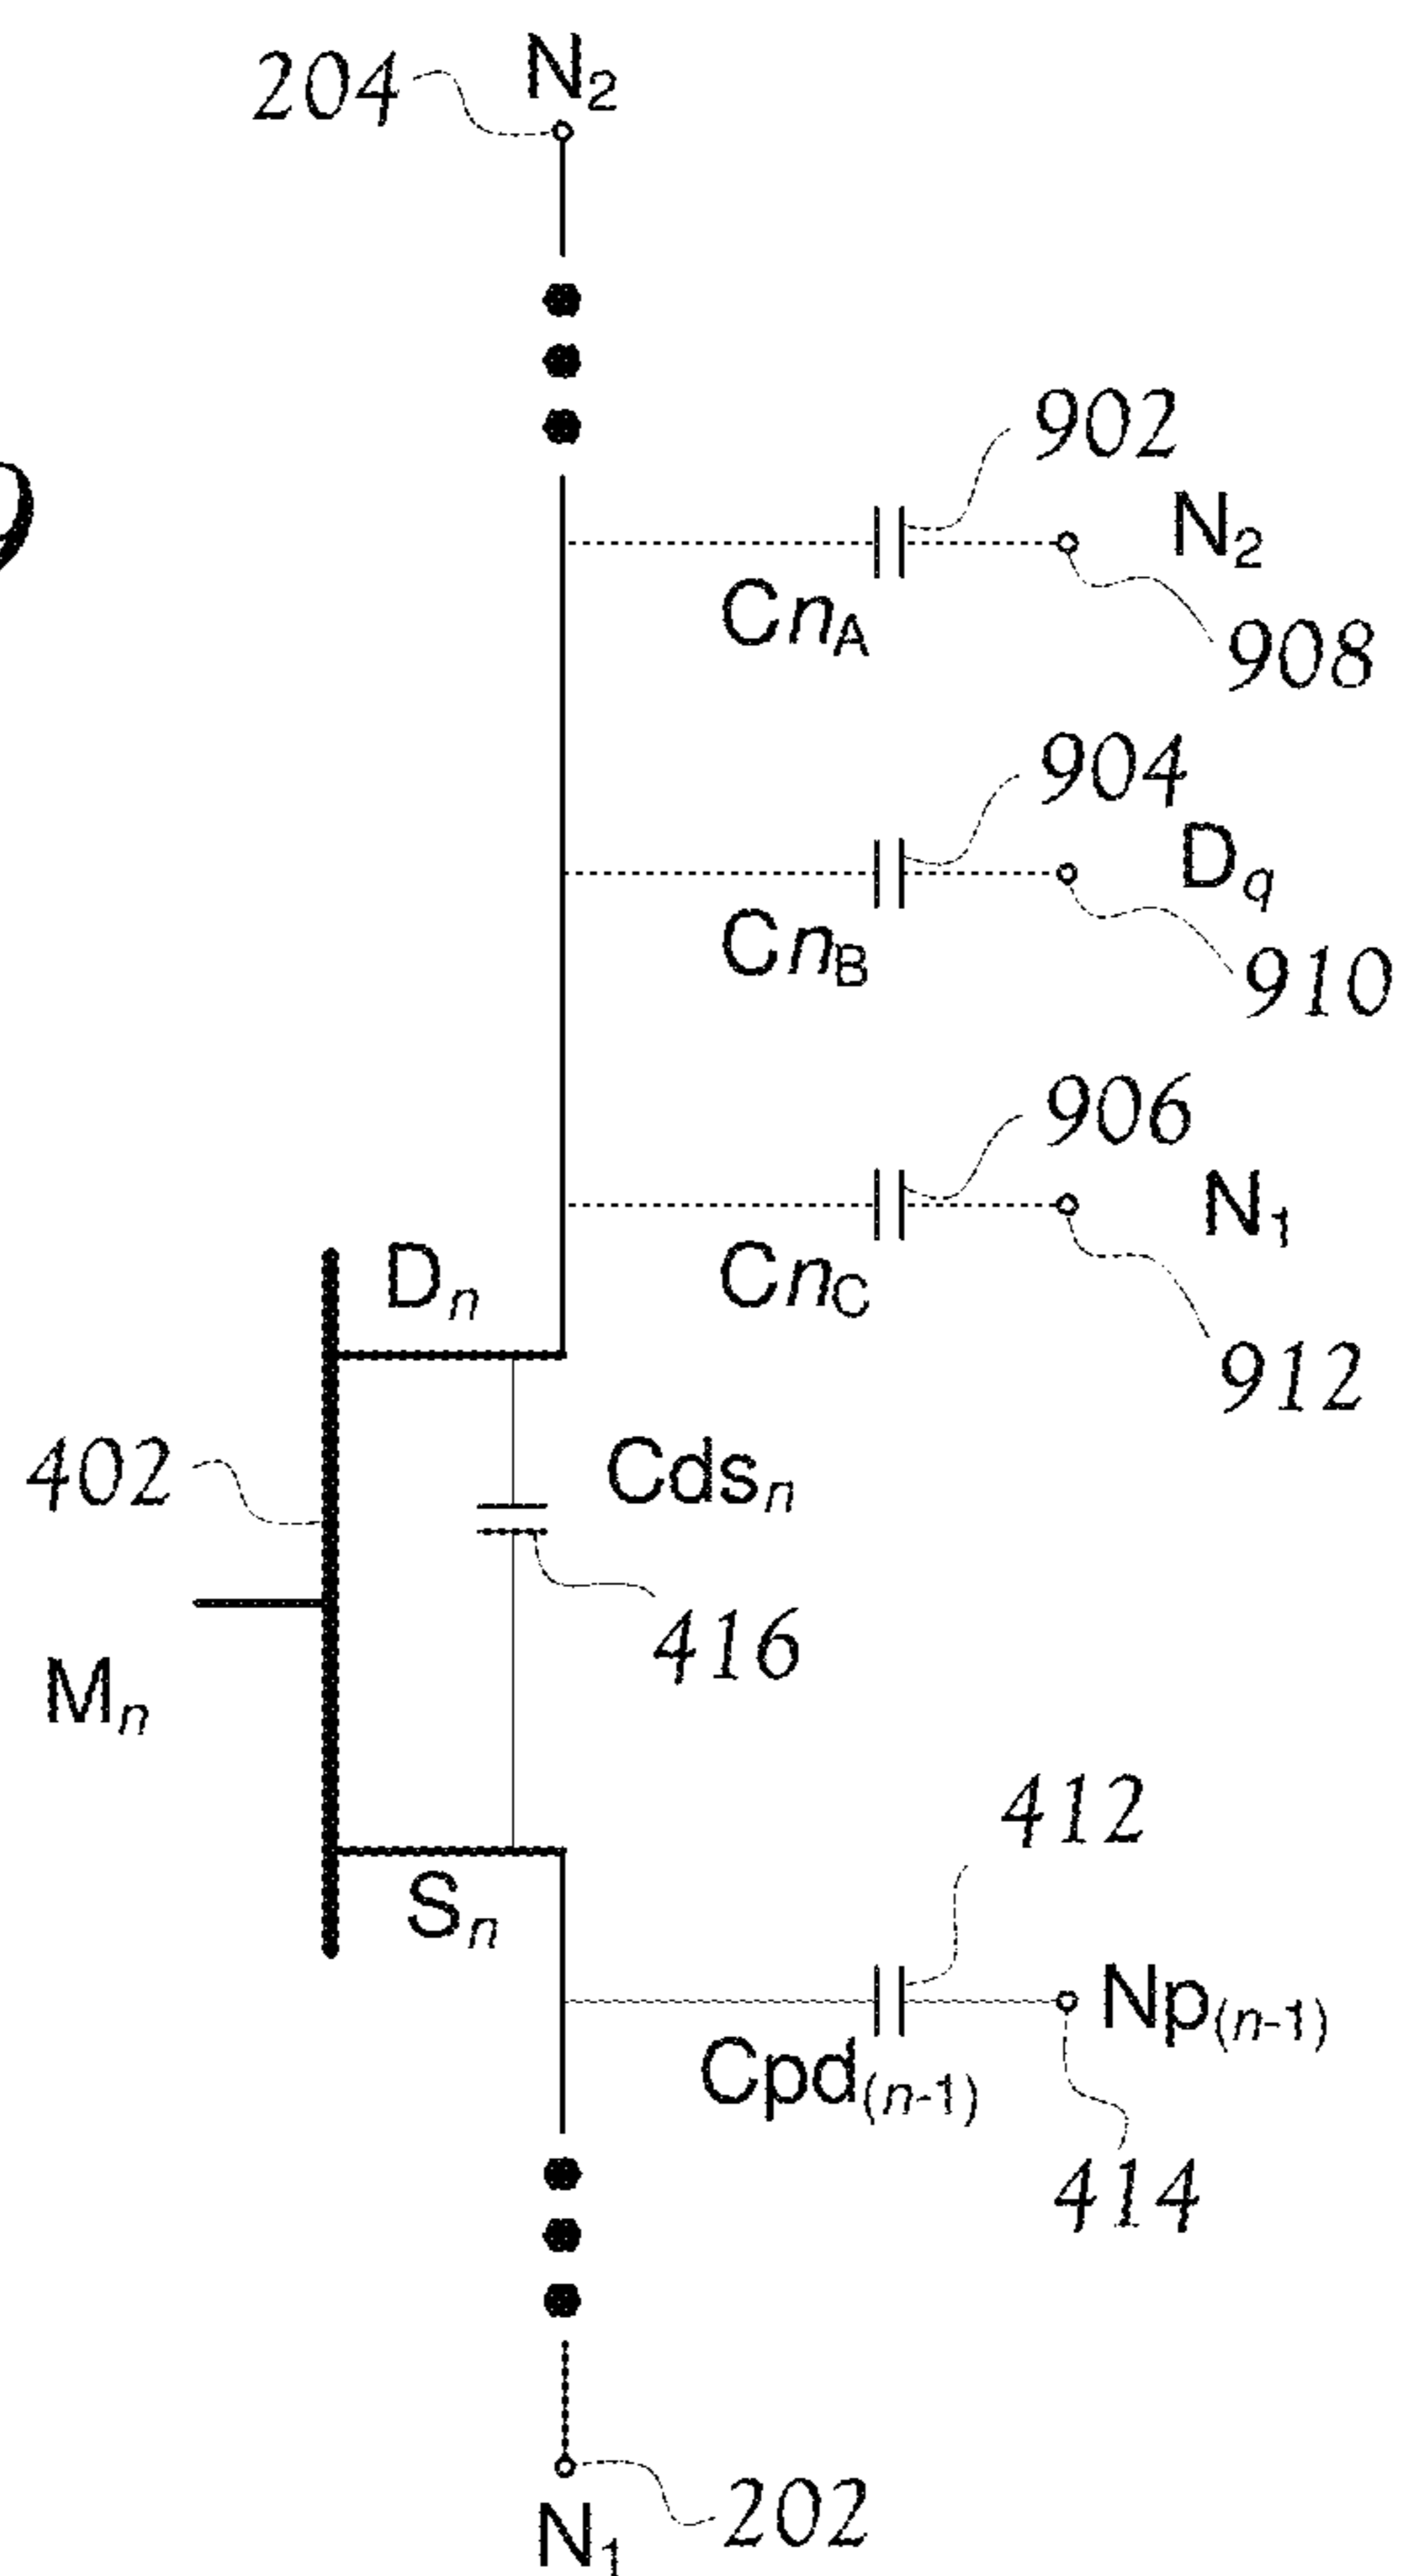 204 N₂
902
N₂
CnA
908
904
9
Dq
CnB
910
906
N₁
Dₙ
CnC
912
402
Cdsₙ
416
Mₙ
412
Sₙ
Np₍ₙ₋₁₎
Cpd₍ₙ₋₁₎
414
202
N₁